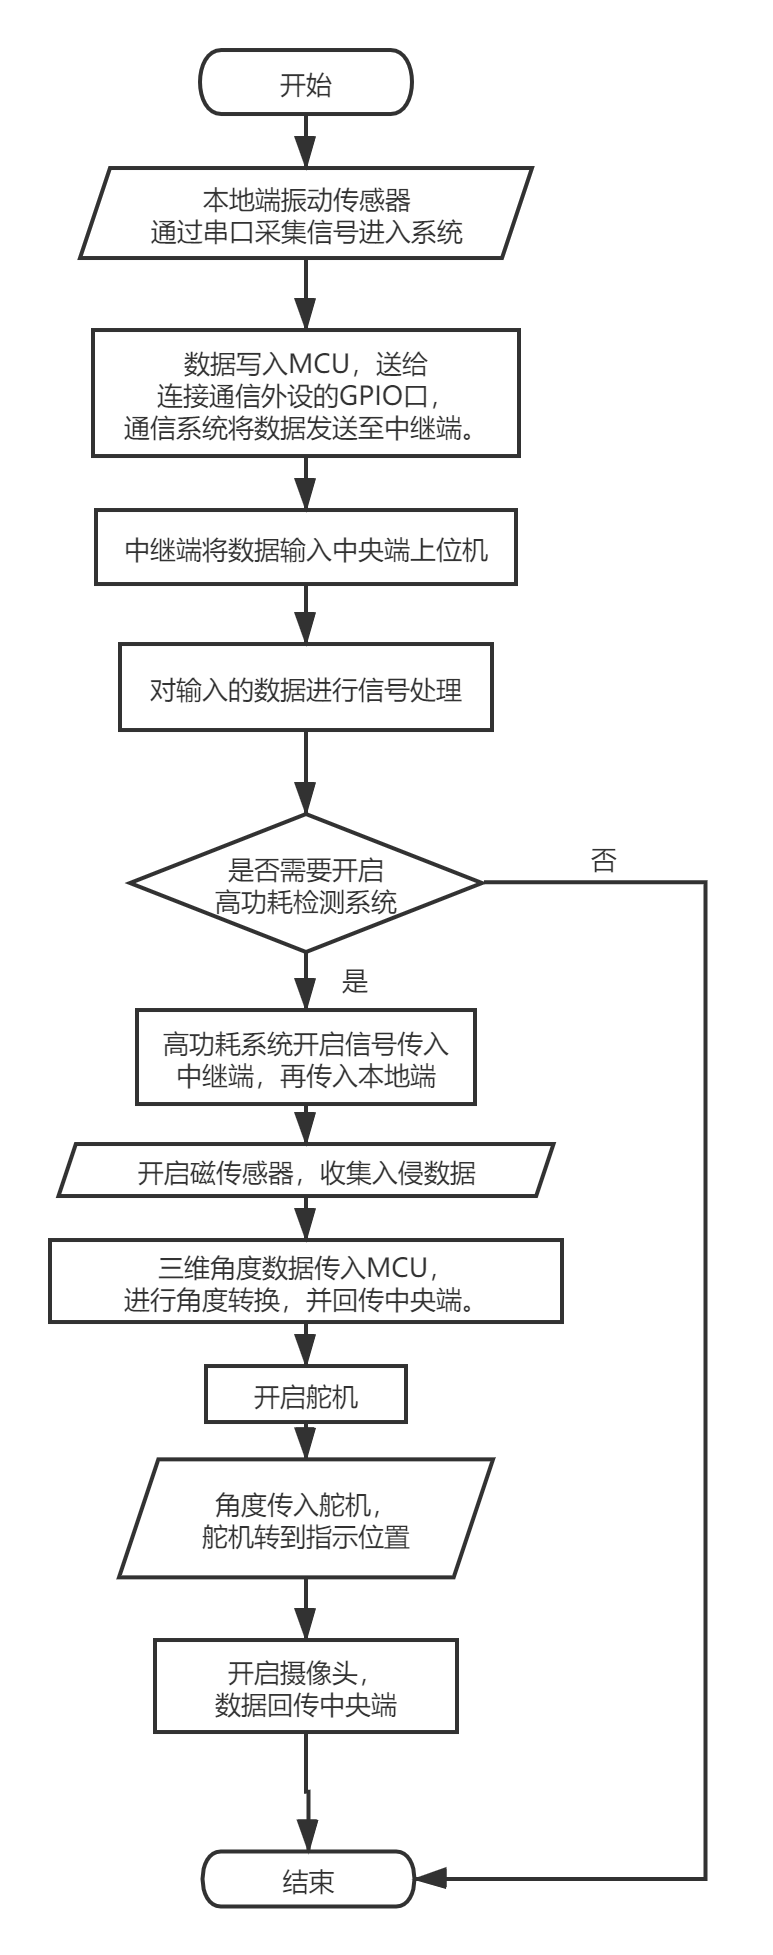 开始
本地端振动传感器
通过串口采集信号进入系统
数据写入MCU，送给
连接通信外设的GPIO口，
通信系统将数据发送至中继端。
中继端将数据输入中央端上位机
对输入的数据进行信号处理
是否需要开启
高功耗检测系统
否
是
高功耗系统开启信号传入
中继端，再传入本地端
开启磁传感器，收集入侵数据
三维角度数据传入MCU，
进行角度转换，并回传中央端。
开启舵机
角度传入舵机，
舵机转到指示位置
开启摄像头，
数据回传中央端
结束